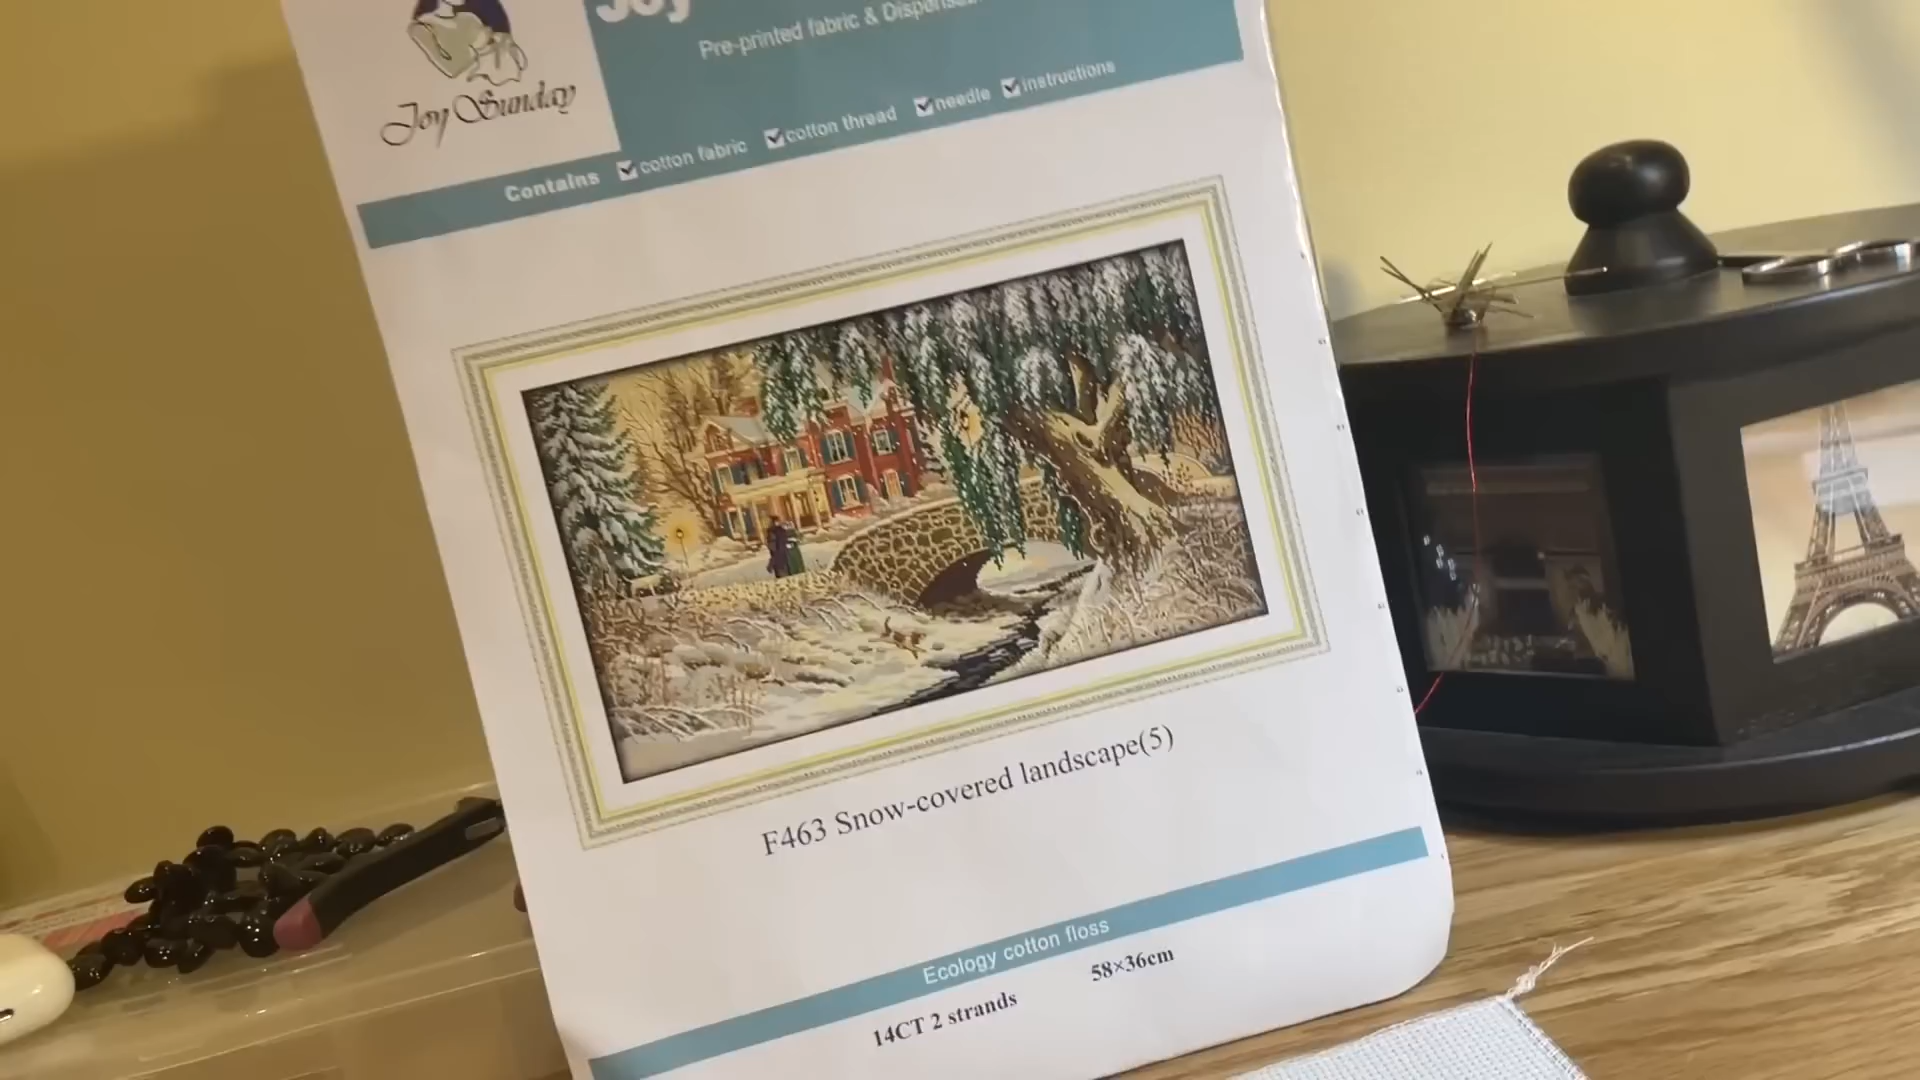 Joy
Pre-printed fabric &
Joy Sunday
Contains cotton fabric cotton thread needle instructions
F463 Snow-covered landscape(5)
Ecology cotton floss
14CT 2 strands 58×36cm